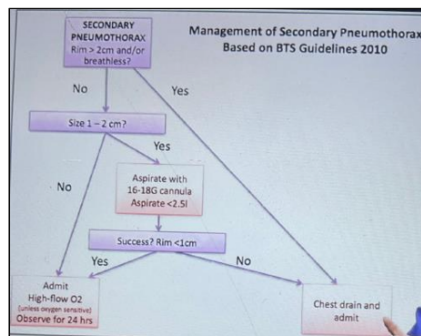 Management of Secondary Pneumothorax
Based on BTS Guidelines 2010
SECONDARY
PNEUMOTHORAX
Rim > 2cm and/or
breathless?
No
Yes
Size 1 – 2 cm?
Yes
No
Aspirate with
16-18G cannula
Aspirate <2.5l
Success? Rim <1cm
Yes
No
Admit
High-flow O2
(unless oxygen sensitive)
Observe for 24 hrs
Chest drain and
admit